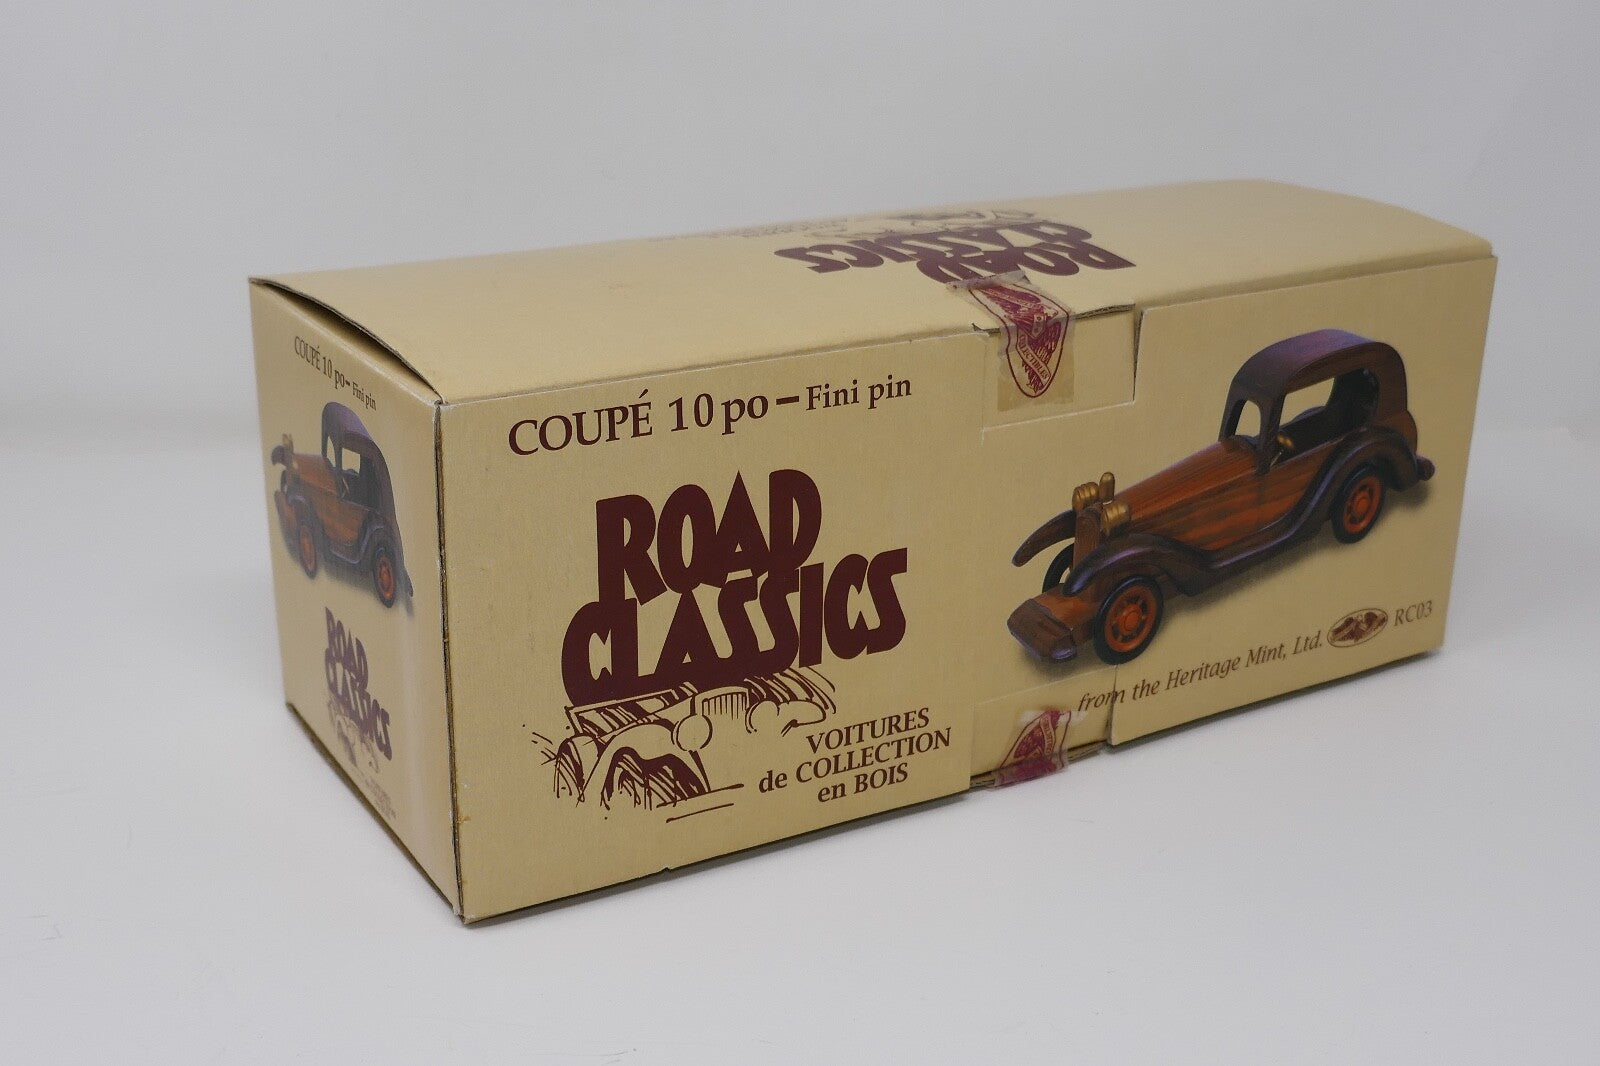 ROAD
CLASSICS
COLLECTIBLES
COUPÉ 10 po – Fini pin
COUPÉ 10 po – Fini pin
ROAD
CLASSICS
VOITURES
de COLLECTION
en BOIS
from the Heritage Mint, Ltd. RC03
ROAD
CLASSICS